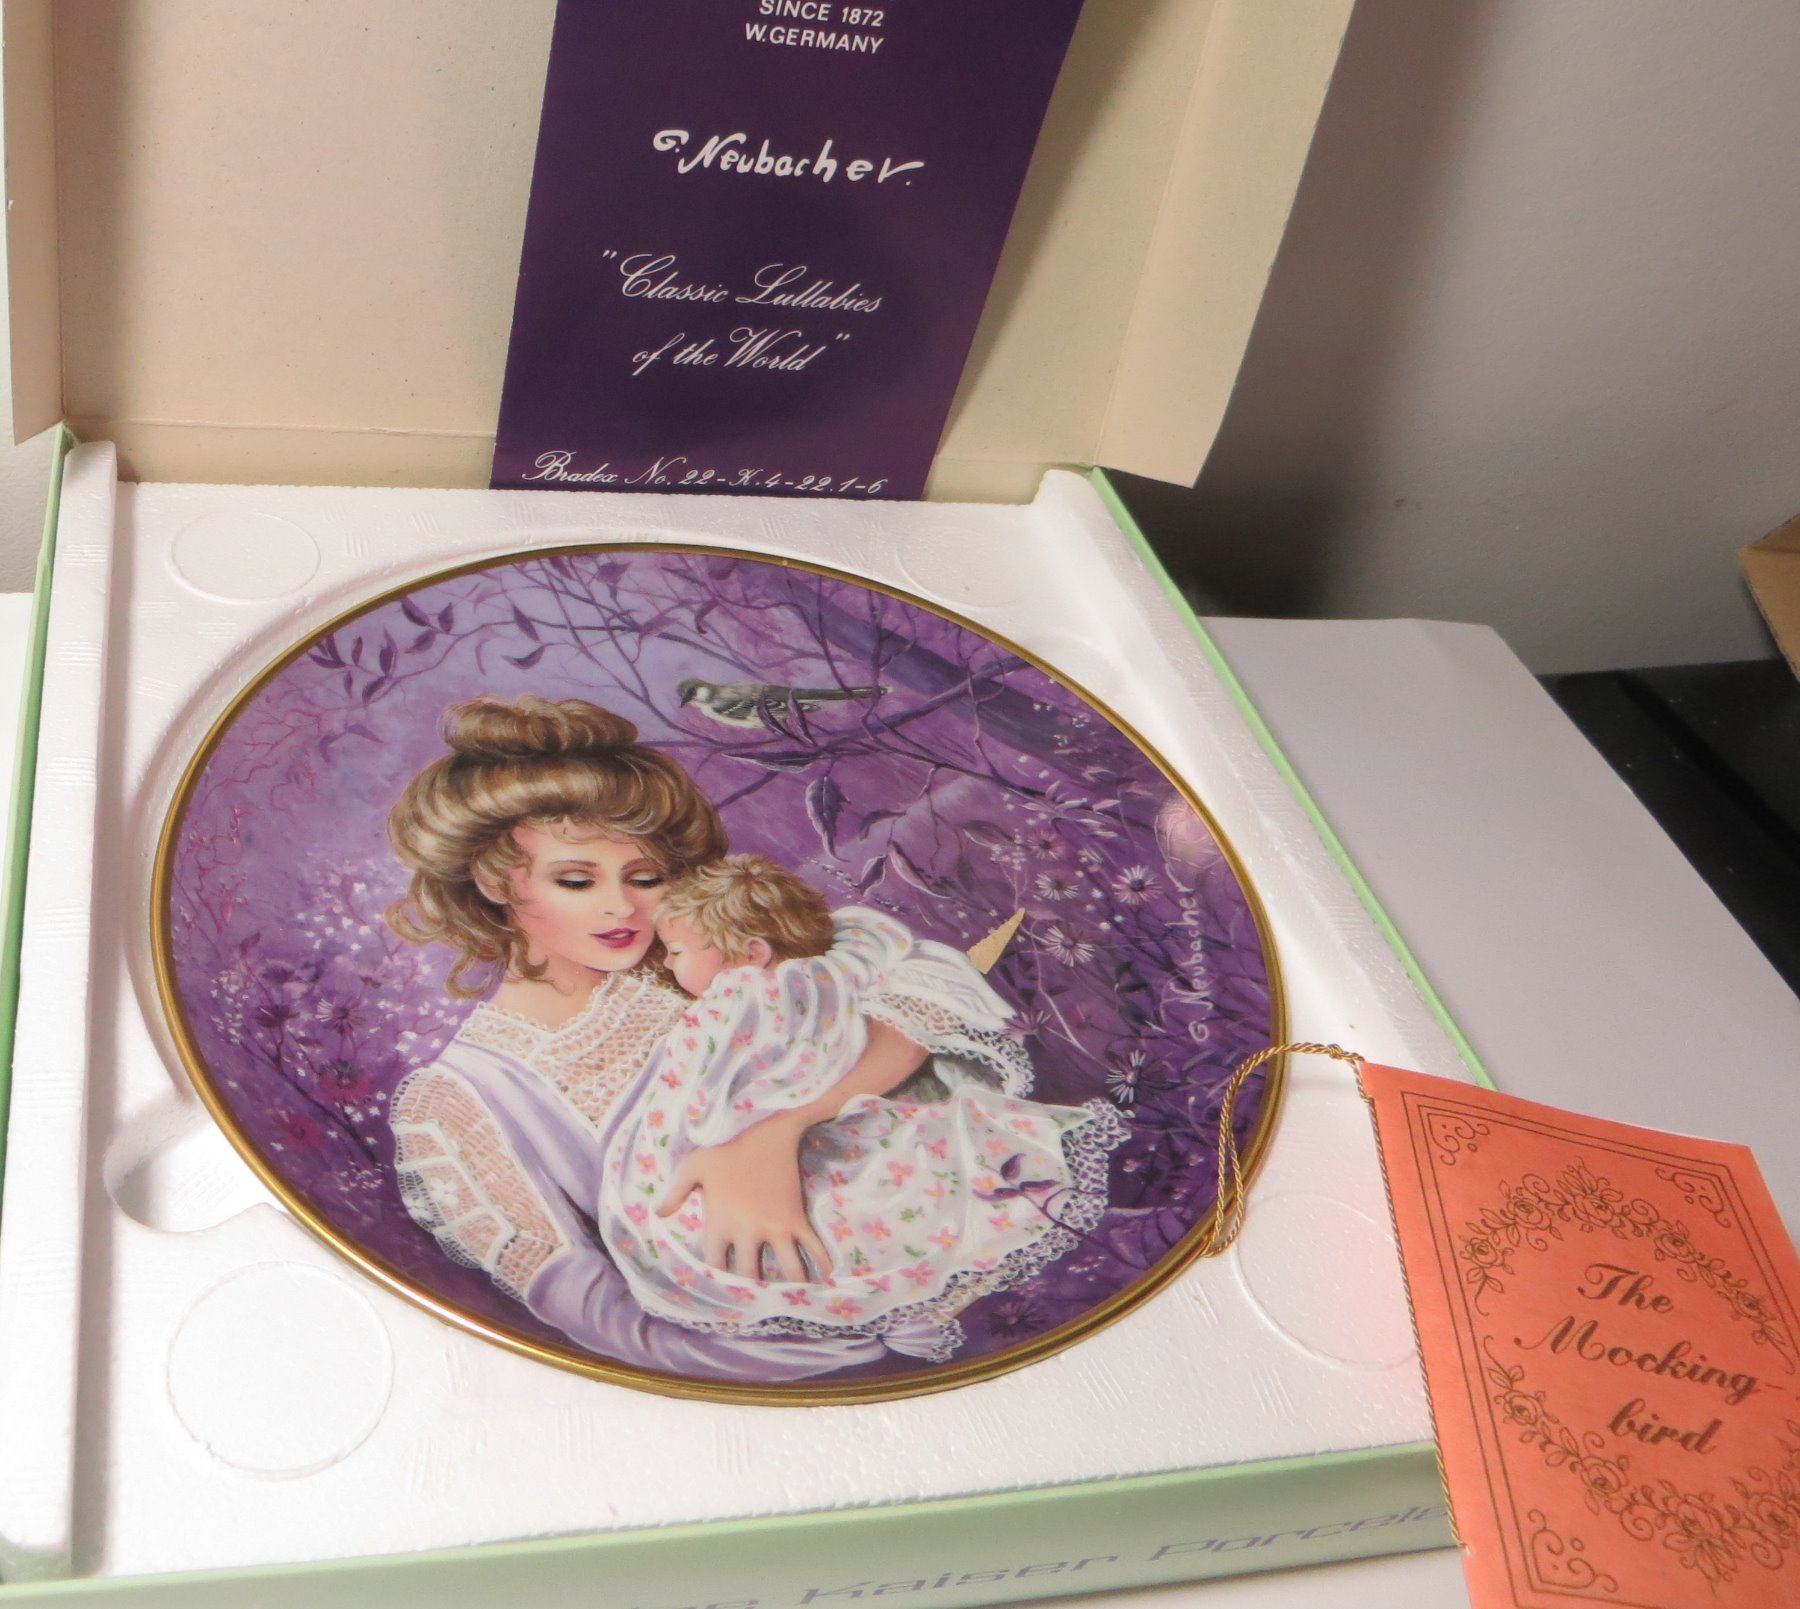 SINCE 1872
W.GERMANY
G. Neubacher.
"Classic Lullabies
of the World"
Bradex No. 22-K.4-22.1-6
G Neubacher
The
Mocking-
bird
Kaiser Porcela